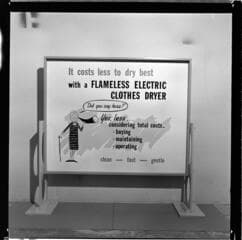 It costs less to dry best
with a FLAMELESS ELECTRIC
CLOTHES DRYER
Did you say less?
Yes, less
considering total costs..
- buying
- maintaining
- operating
clean — fast — gentle